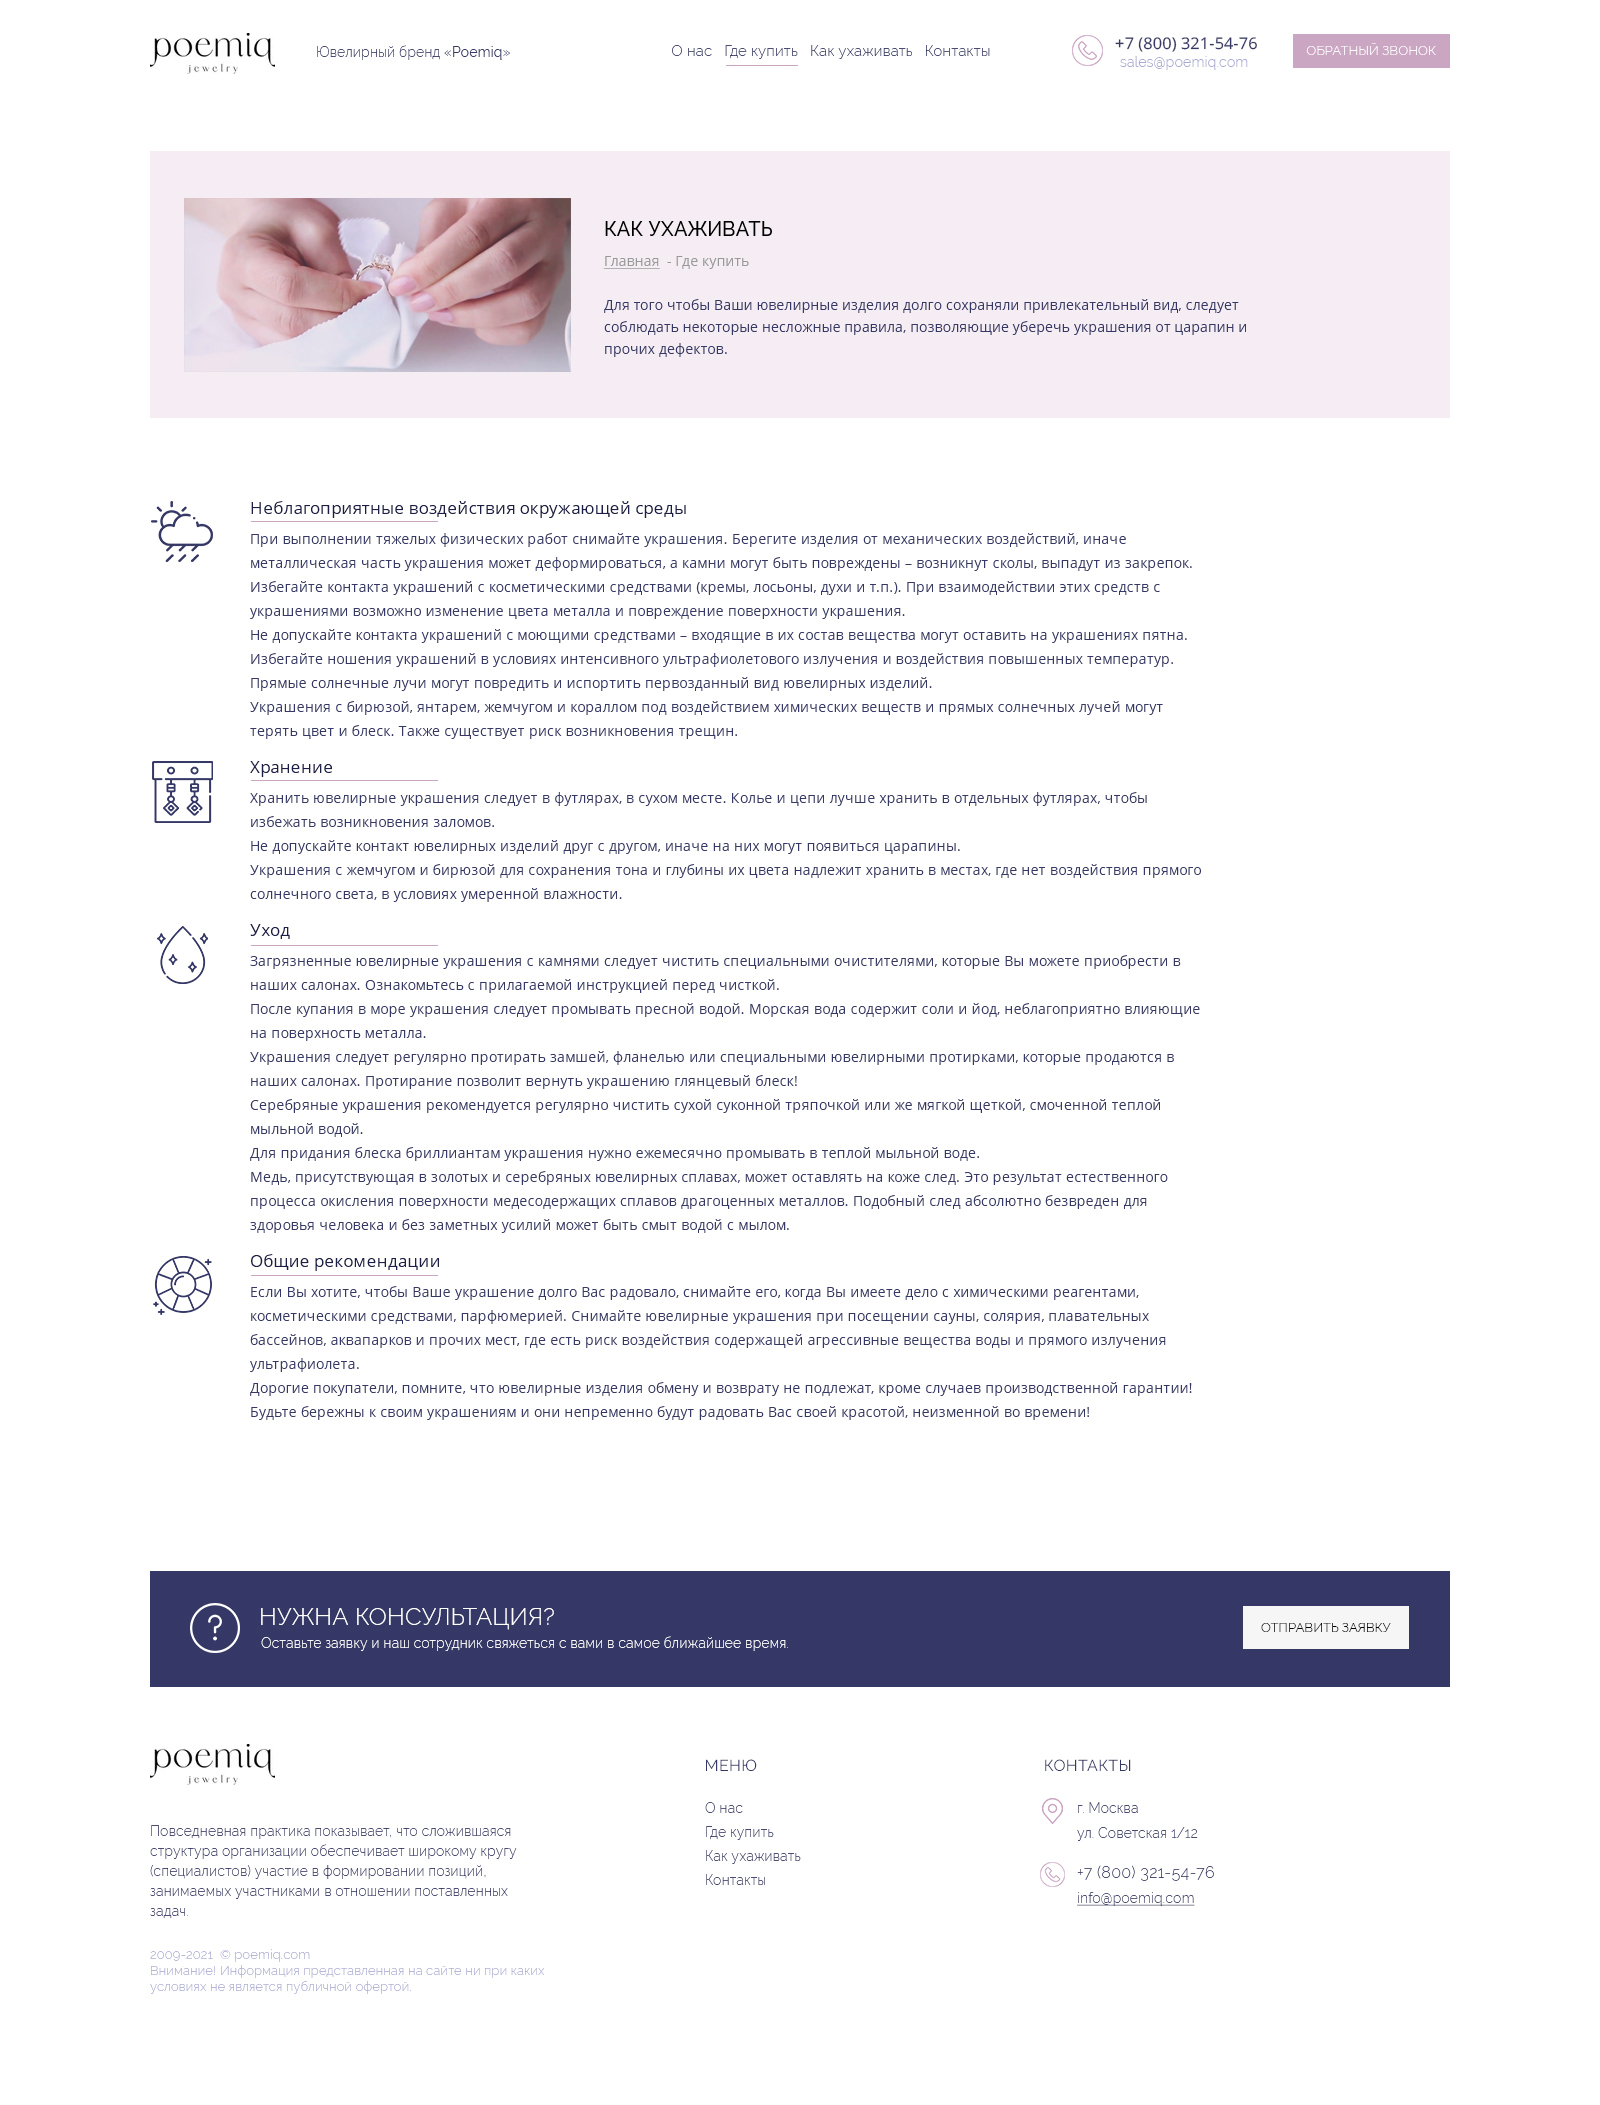 poemiq
jewelry
Ювелирный бренд «Poemiq»
О нас Где купить Как ухаживать Контакты
+7 (800) 321-54-76
sales@poemiq.com
ОБРАТНЫЙ ЗВОНОК
КАК УХАЖИВАТЬ
Главная - Где купить
Для того чтобы Ваши ювелирные изделия долго сохраняли привлекательный вид, следует
соблюдать некоторые несложные правила, позволяющие уберечь украшения от царапин и
прочих дефектов.
Неблагоприятные воздействия окружающей среды
При выполнении тяжелых физических работ снимайте украшения. Берегите изделия от механических воздействий, иначе
металлическая часть украшения может деформироваться, а камни могут быть повреждены – возникнут сколы, выпадут из закрепок.
Избегайте контакта украшений с косметическими средствами (кремы, лосьоны, духи и т.п.). При взаимодействии этих средств с
украшениями возможно изменение цвета металла и повреждение поверхности украшения.
Не допускайте контакта украшений с моющими средствами – входящие в их состав вещества могут оставить на украшениях пятна.
Избегайте ношения украшений в условиях интенсивного ультрафиолетового излучения и воздействия повышенных температур.
Прямые солнечные лучи могут повредить и испортить первозданный вид ювелирных изделий.
Украшения с бирюзой, янтарем, жемчугом и кораллом под воздействием химических веществ и прямых солнечных лучей могут
терять цвет и блеск. Также существует риск возникновения трещин.
Хранение
Хранить ювелирные украшения следует в футлярах, в сухом месте. Колье и цепи лучше хранить в отдельных футлярах, чтобы
избежать возникновения заломов.
Не допускайте контакт ювелирных изделий друг с другом, иначе на них могут появиться царапины.
Украшения с жемчугом и бирюзой для сохранения тона и глубины их цвета надлежит хранить в местах, где нет воздействия прямого
солнечного света, в условиях умеренной влажности.
Уход
Загрязненные ювелирные украшения с камнями следует чистить специальными очистителями, которые Вы можете приобрести в
наших салонах. Ознакомьтесь с прилагаемой инструкцией перед чисткой.
После купания в море украшения следует промывать пресной водой. Морская вода содержит соли и йод, неблагоприятно влияющие
на поверхность металла.
Украшения следует регулярно протирать замшей, фланелью или специальными ювелирными протирками, которые продаются в
наших салонах. Протирание позволит вернуть украшению глянцевый блеск!
Серебряные украшения рекомендуется регулярно чистить сухой суконной тряпочкой или же мягкой щеткой, смоченной теплой
мыльной водой.
Для придания блеска бриллиантам украшения нужно ежемесячно промывать в теплой мыльной воде.
Медь, присутствующая в золотых и серебряных ювелирных сплавах, может оставлять на коже след. Это результат естественного
процесса окисления поверхности медесодержащих сплавов драгоценных металлов. Подобный след абсолютно безвреден для
здоровья человека и без заметных усилий может быть смыт водой с мылом.
Общие рекомендации
Если Вы хотите, чтобы Ваше украшение долго Вас радовало, снимайте его, когда Вы имеете дело с химическими реагентами,
косметическими средствами, парфюмерией. Снимайте ювелирные украшения при посещении сауны, солярия, плавательных
бассейнов, аквапарков и прочих мест, где есть риск воздействия содержащей агрессивные вещества воды и прямого излучения
ультрафиолета.
Дорогие покупатели, помните, что ювелирные изделия обмену и возврату не подлежат, кроме случаев производственной гарантии!
Будьте бережны к своим украшениям и они непременно будут радовать Вас своей красотой, неизменной во времени!
НУЖНА КОНСУЛЬТАЦИЯ?
Оставьте заявку и наш сотрудник свяжеться с вами в самое ближайшее время.
ОТПРАВИТЬ ЗАЯВКУ
poemiq
jewelry
Повседневная практика показывает, что сложившаяся
структура организации обеспечивает широкому кругу
(специалистов) участие в формировании позиций,
занимаемых участниками в отношении поставленных
задач.
2009-2021 © poemiq.com
Внимание! Информация представленная на сайте ни при каких
условиях не является публичной офертой.
МЕНЮ
О нас
Где купить
Как ухаживать
Контакты
КОНТАКТЫ
г. Москва
ул. Советская 1/12
+7 (800) 321-54-76
info@poemiq.com